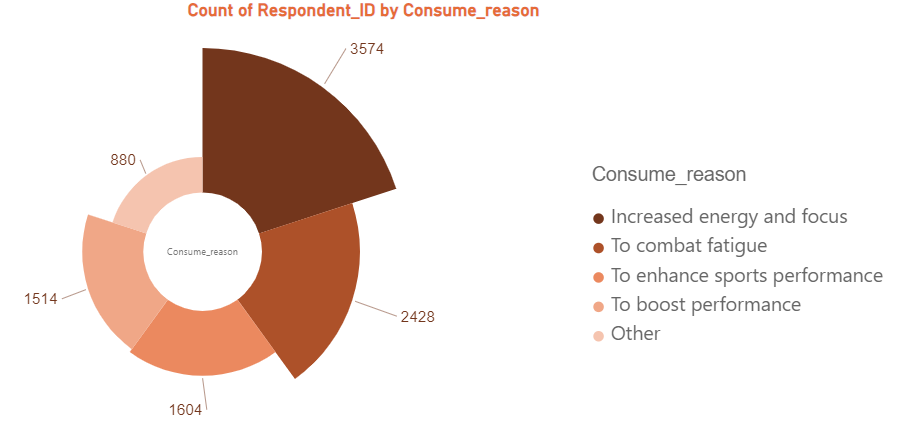 Count of Respondent_ID by Consume_reason
3574
880
Consume_reason
Increased energy and focus
To combat fatigue
Consume_reason
To enhance sports performance
1514
To boost performance
2428
Other
1604